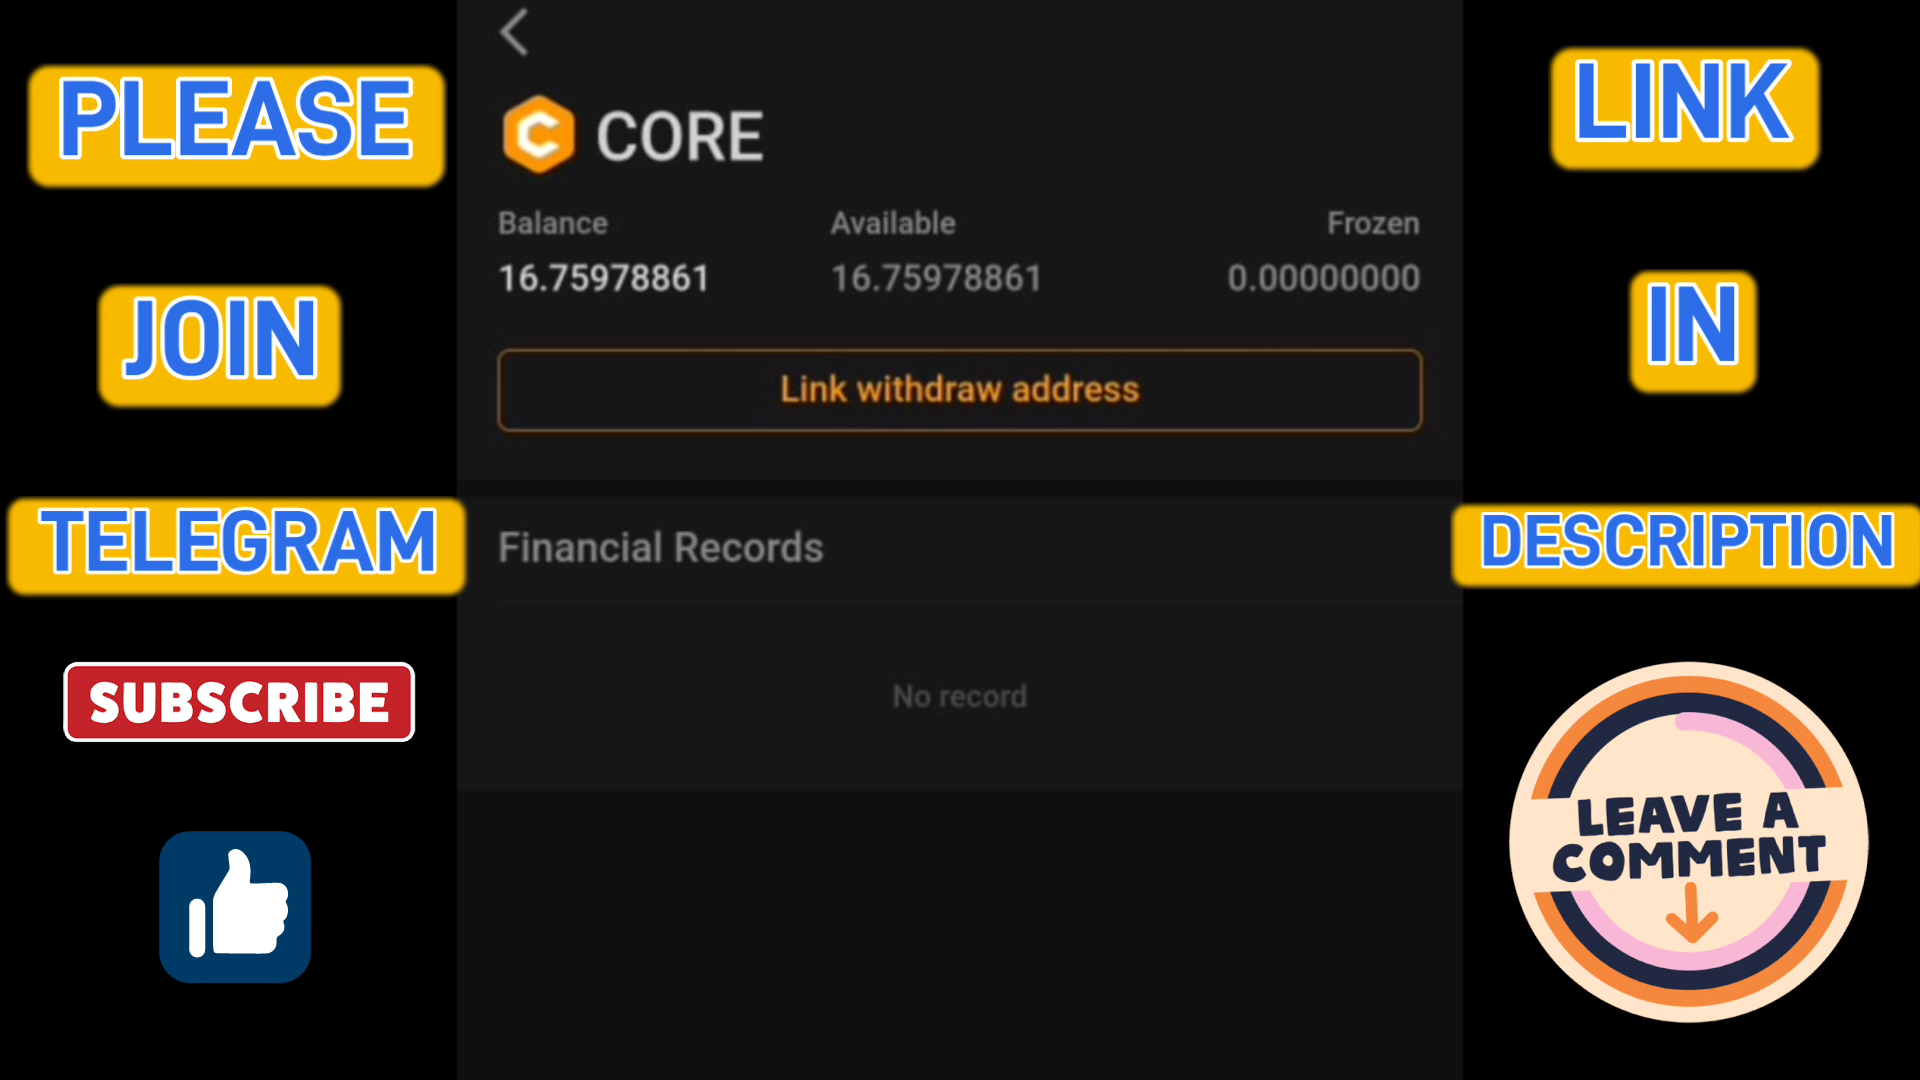 PLEASE
JOIN
TELEGRAM
SUBSCRIBE
CORE
Balance Available Frozen
16.75978861 16.75978861 0.00000000
Link withdraw address
Financial Records
No record
LINK
IN
DESCRIPTION
LEAVE A
COMMENT